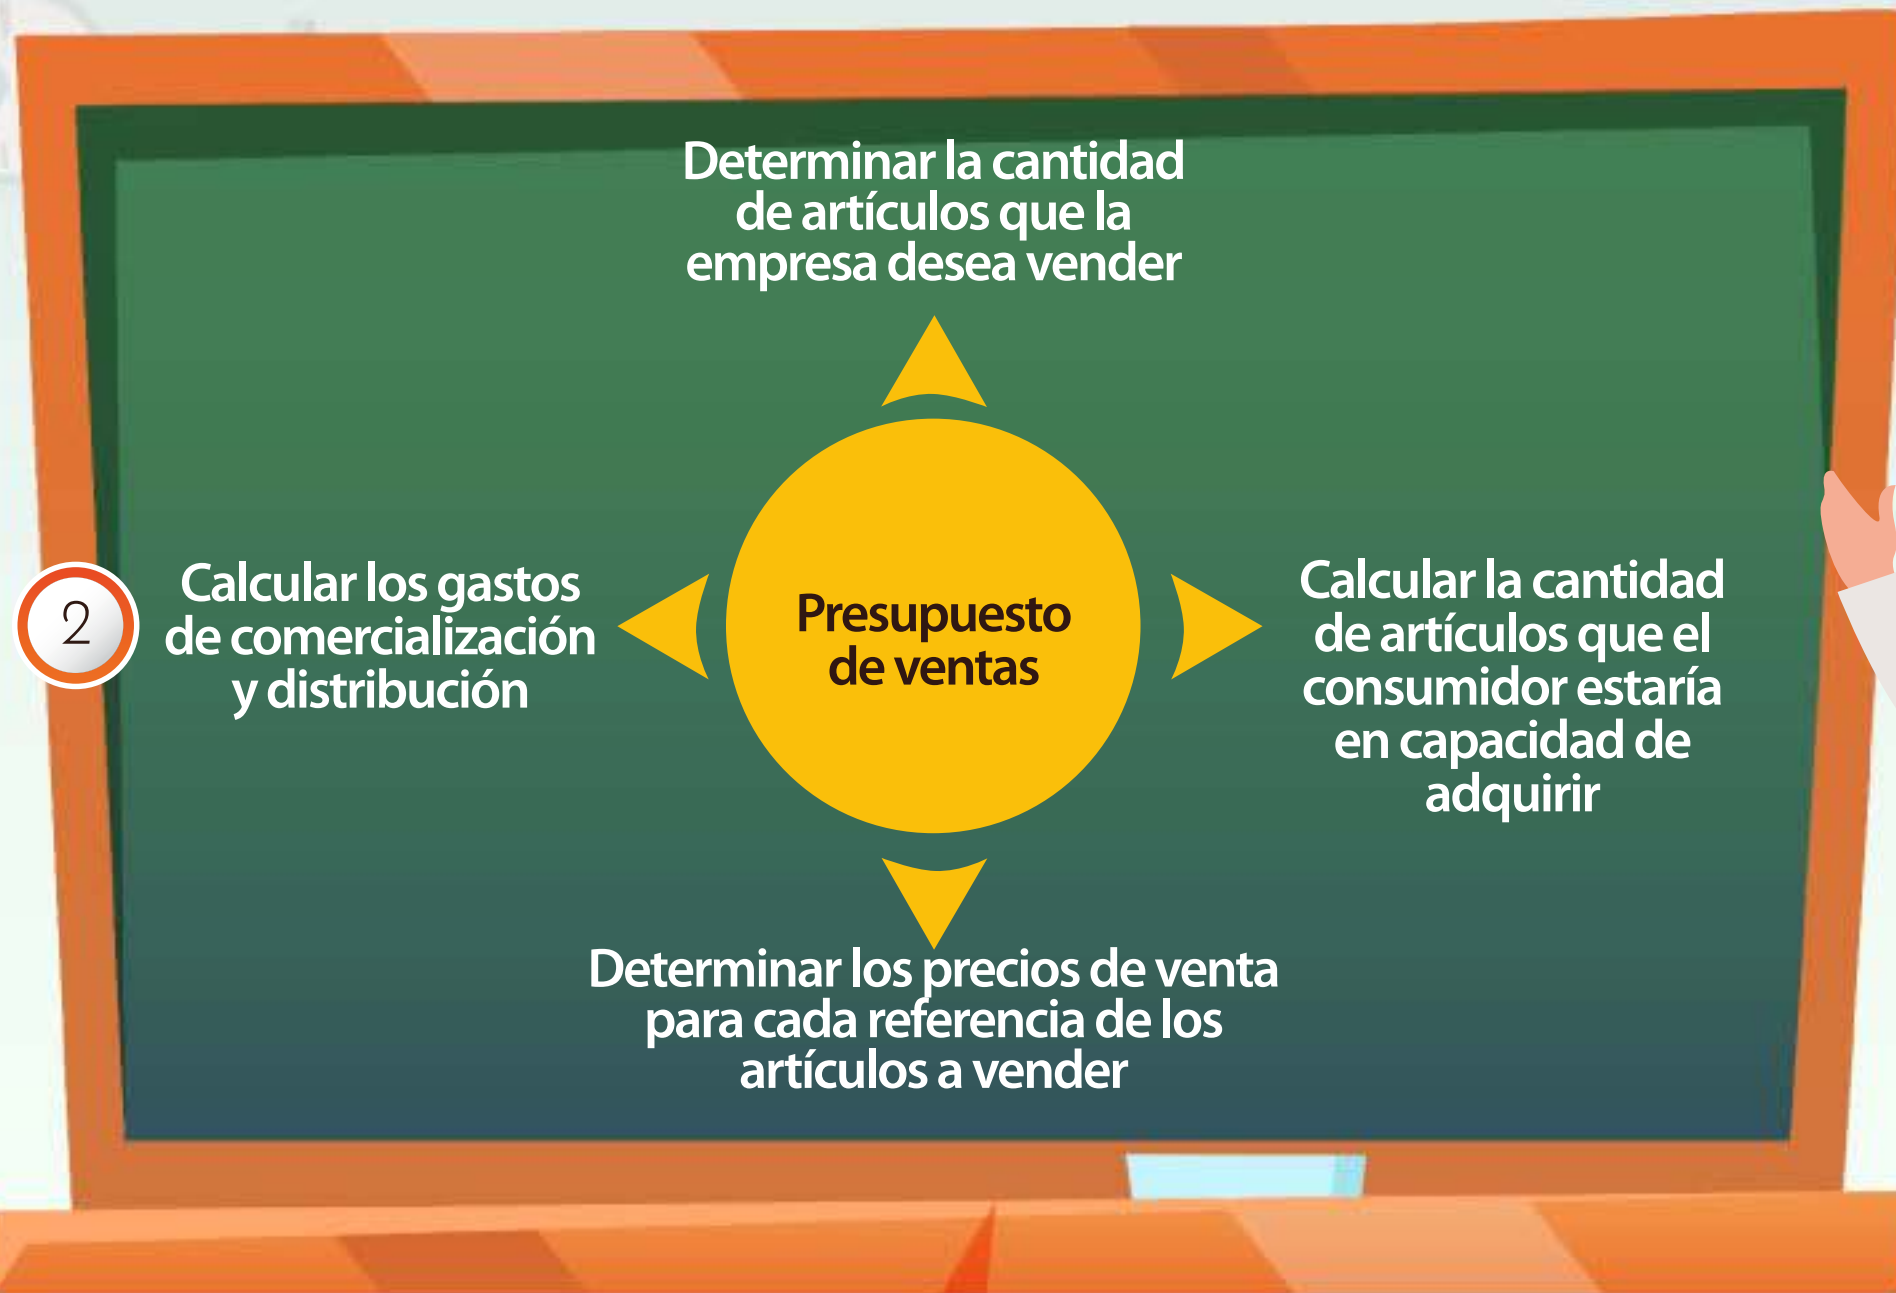 Determinar la cantidad
de artículos que la
empresa desea vender
2
Calcular los gastos
de comercialización
y distribución
Presupuesto
de ventas
Calcular la cantidad
de artículos que el
consumidor estaría
en capacidad de
adquirir
Determinar los precios de venta
para cada referencia de los
artículos a vender